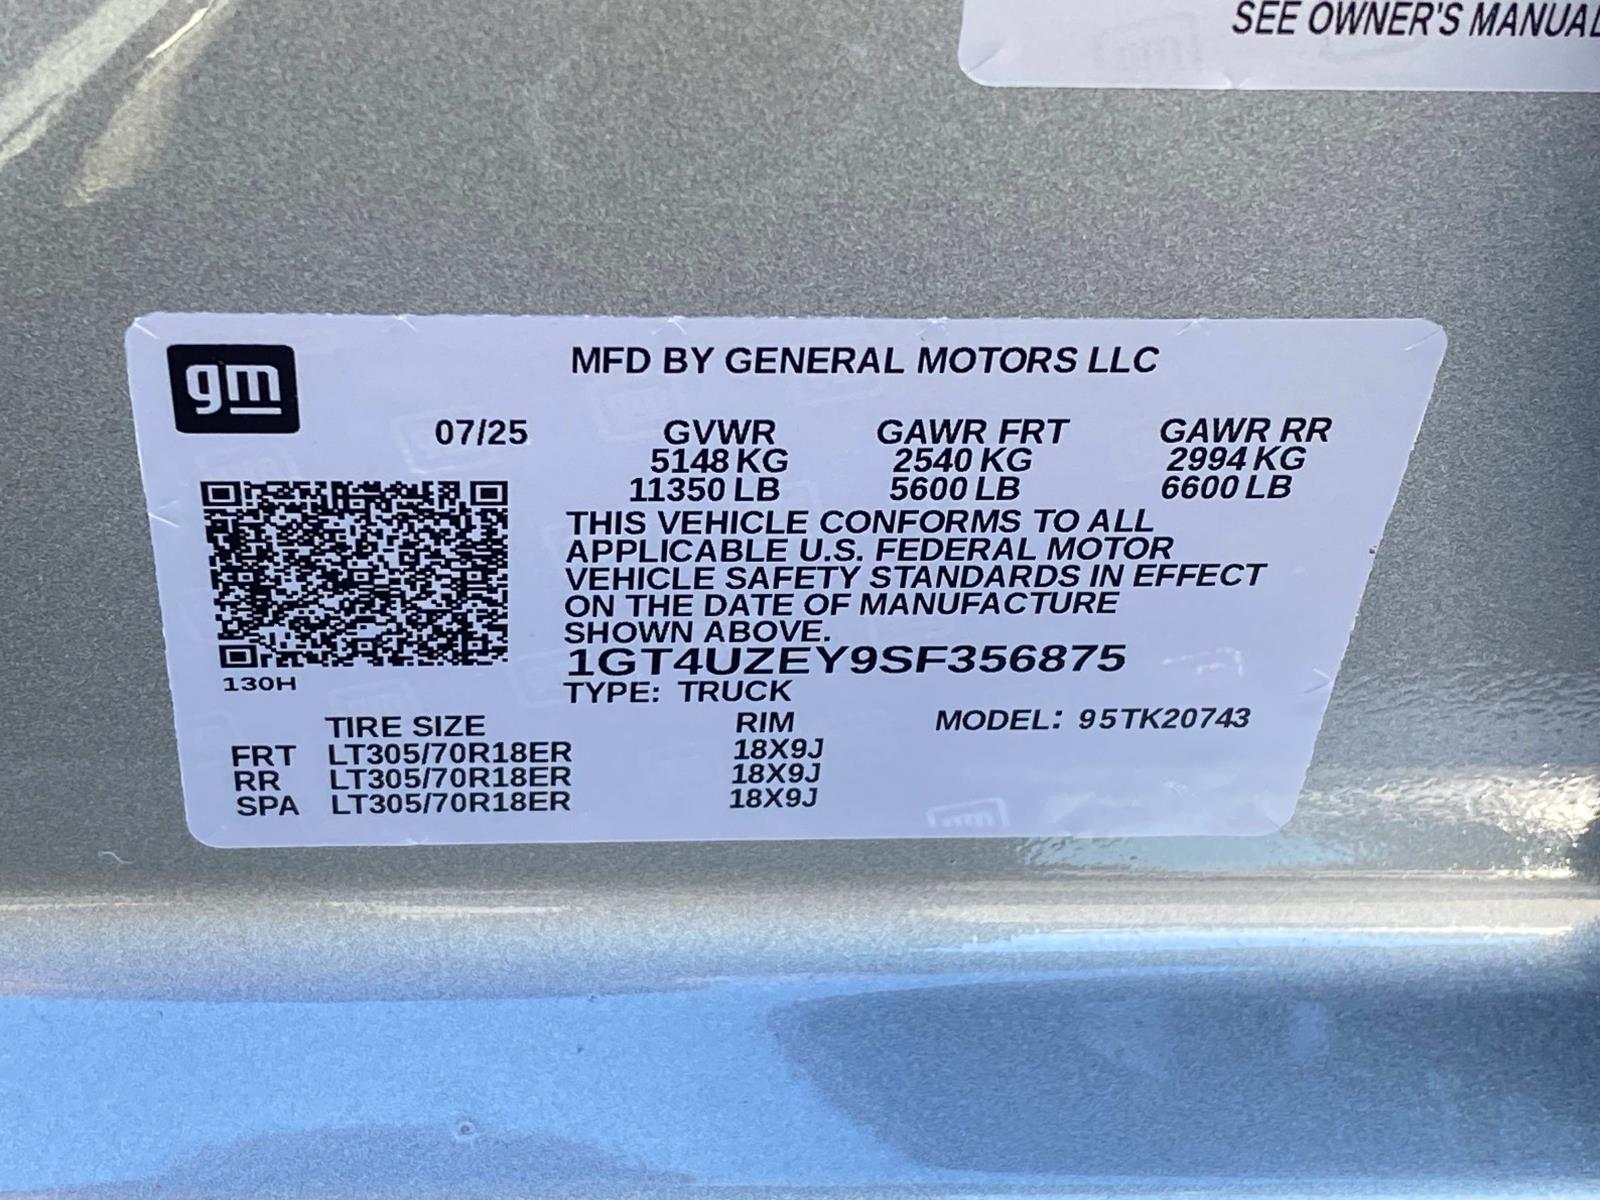 SEE OWNER'S MANUAL
gm
MFD BY GENERAL MOTORS LLC
07/25 GVWR GAWR FRT GAWR RR
5148 KG 2540 KG 2994 KG
11350 LB 5600 LB 6600 LB
THIS VEHICLE CONFORMS TO ALL
APPLICABLE U.S. FEDERAL MOTOR
VEHICLE SAFETY STANDARDS IN EFFECT
ON THE DATE OF MANUFACTURE
SHOWN ABOVE.
1GT4UZEY9SF356875
130H
TYPE: TRUCK
TIRE SIZE RIM MODEL: 95TK20743
FRT LT305/70R18ER 18X9J
RR LT305/70R18ER 18X9J
SPA LT305/70R18ER 18X9J